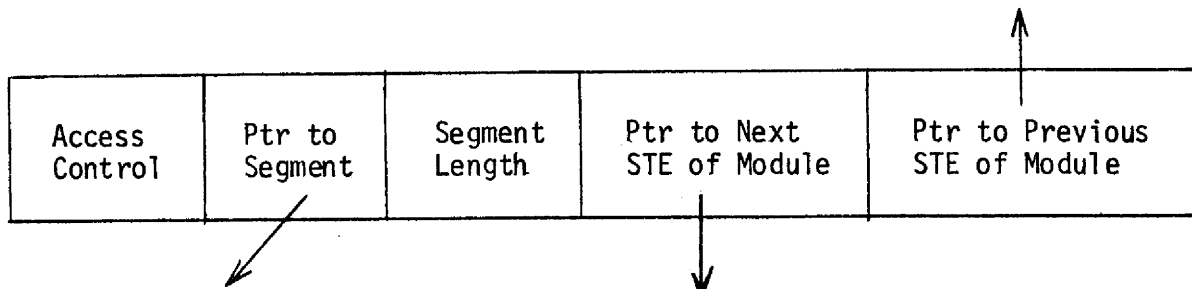 Access
Control
Ptr to
Segment
Segment
Length
Ptr to Next
STE of Module
Ptr to Previous
STE of Module